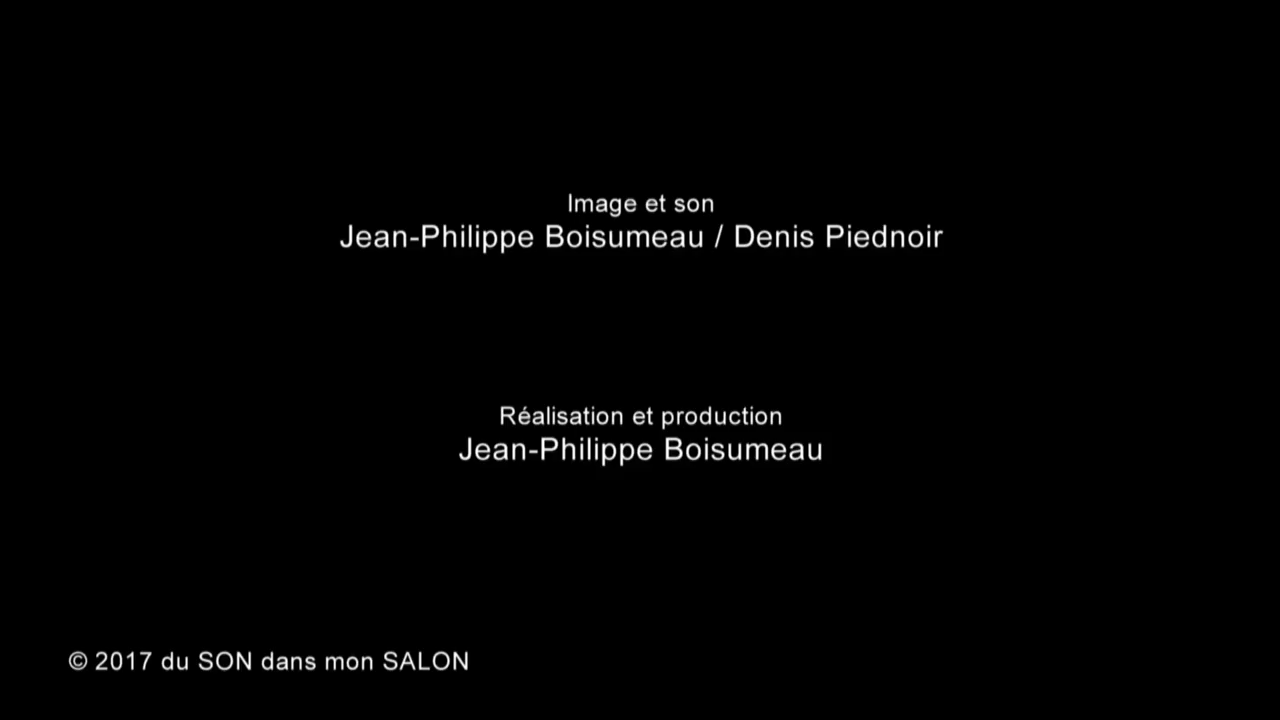 Image et son
Jean-Philippe Boisumeau / Denis Piednoir
Réalisation et production
Jean-Philippe Boisumeau
© 2017 du SON dans mon SALON